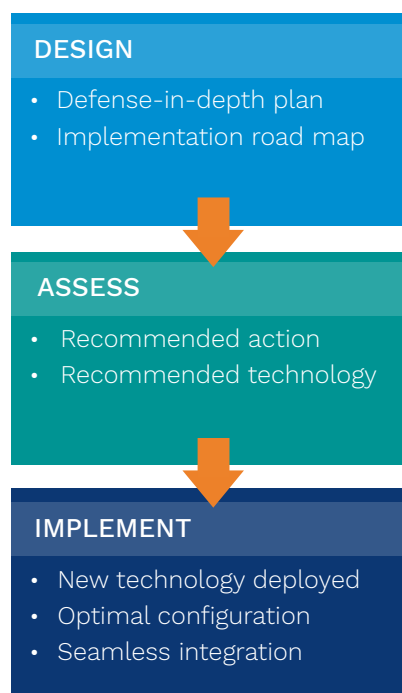 DESIGN
• Defense-in-depth plan
• Implementation road map
ASSESS
• Recommended action
• Recommended technology
IMPLEMENT
• New technology deployed
• Optimal configuration
• Seamless integration